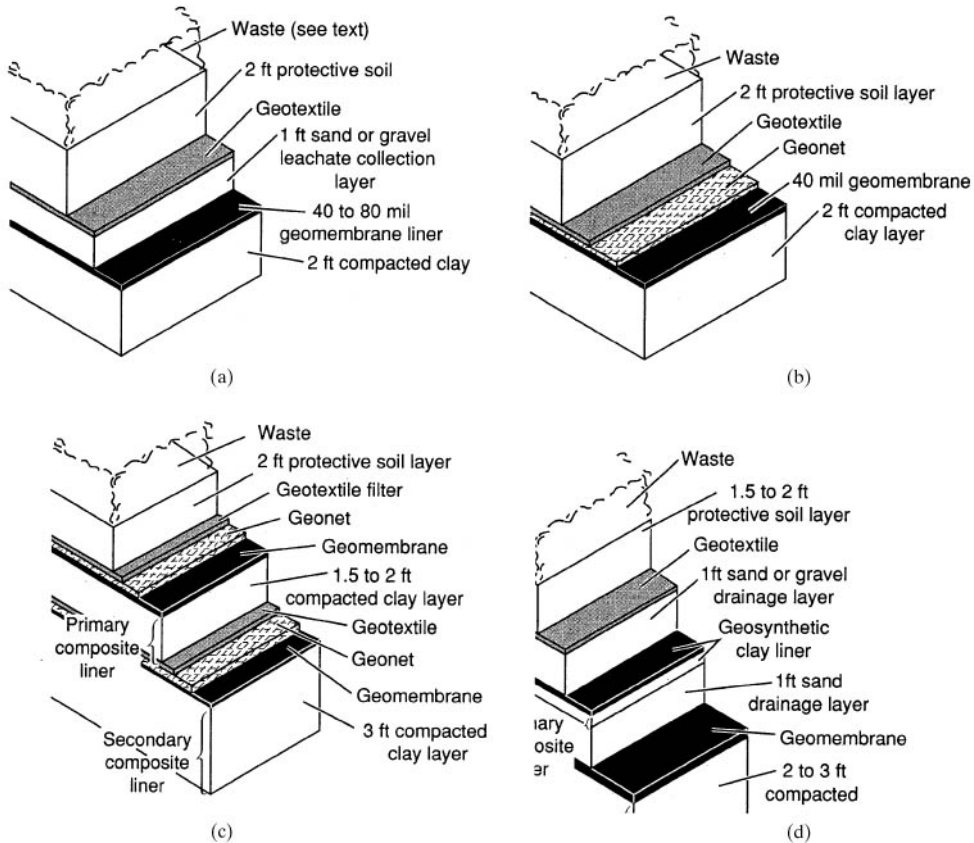 Waste (see text)
2 ft protective soil
Geotextile
1 ft sand or gravel
leachate collection
layer
40 to 80 mil
geomembrane liner
2 ft compacted clay
(a)
Waste
2 ft protective soil layer
Geotextile
Geonet
40 mil geomembrane
2 ft compacted
clay layer
(b)
Waste
2 ft protective soil layer
Geotextile filter
Geonet
Geomembrane
1.5 to 2 ft
compacted clay layer
Primary
composite
liner
Geotextile
Geonet
Geomembrane
Secondary
composite
liner
3 ft compacted
clay layer
(c)
Waste
1.5 to 2 ft
protective soil layer
Geotextile
1ft sand or gravel
drainage layer
Geosynthetic
clay liner
1ft sand
drainage layer
Geomembrane
2 to 3 ft
compacted
(d)